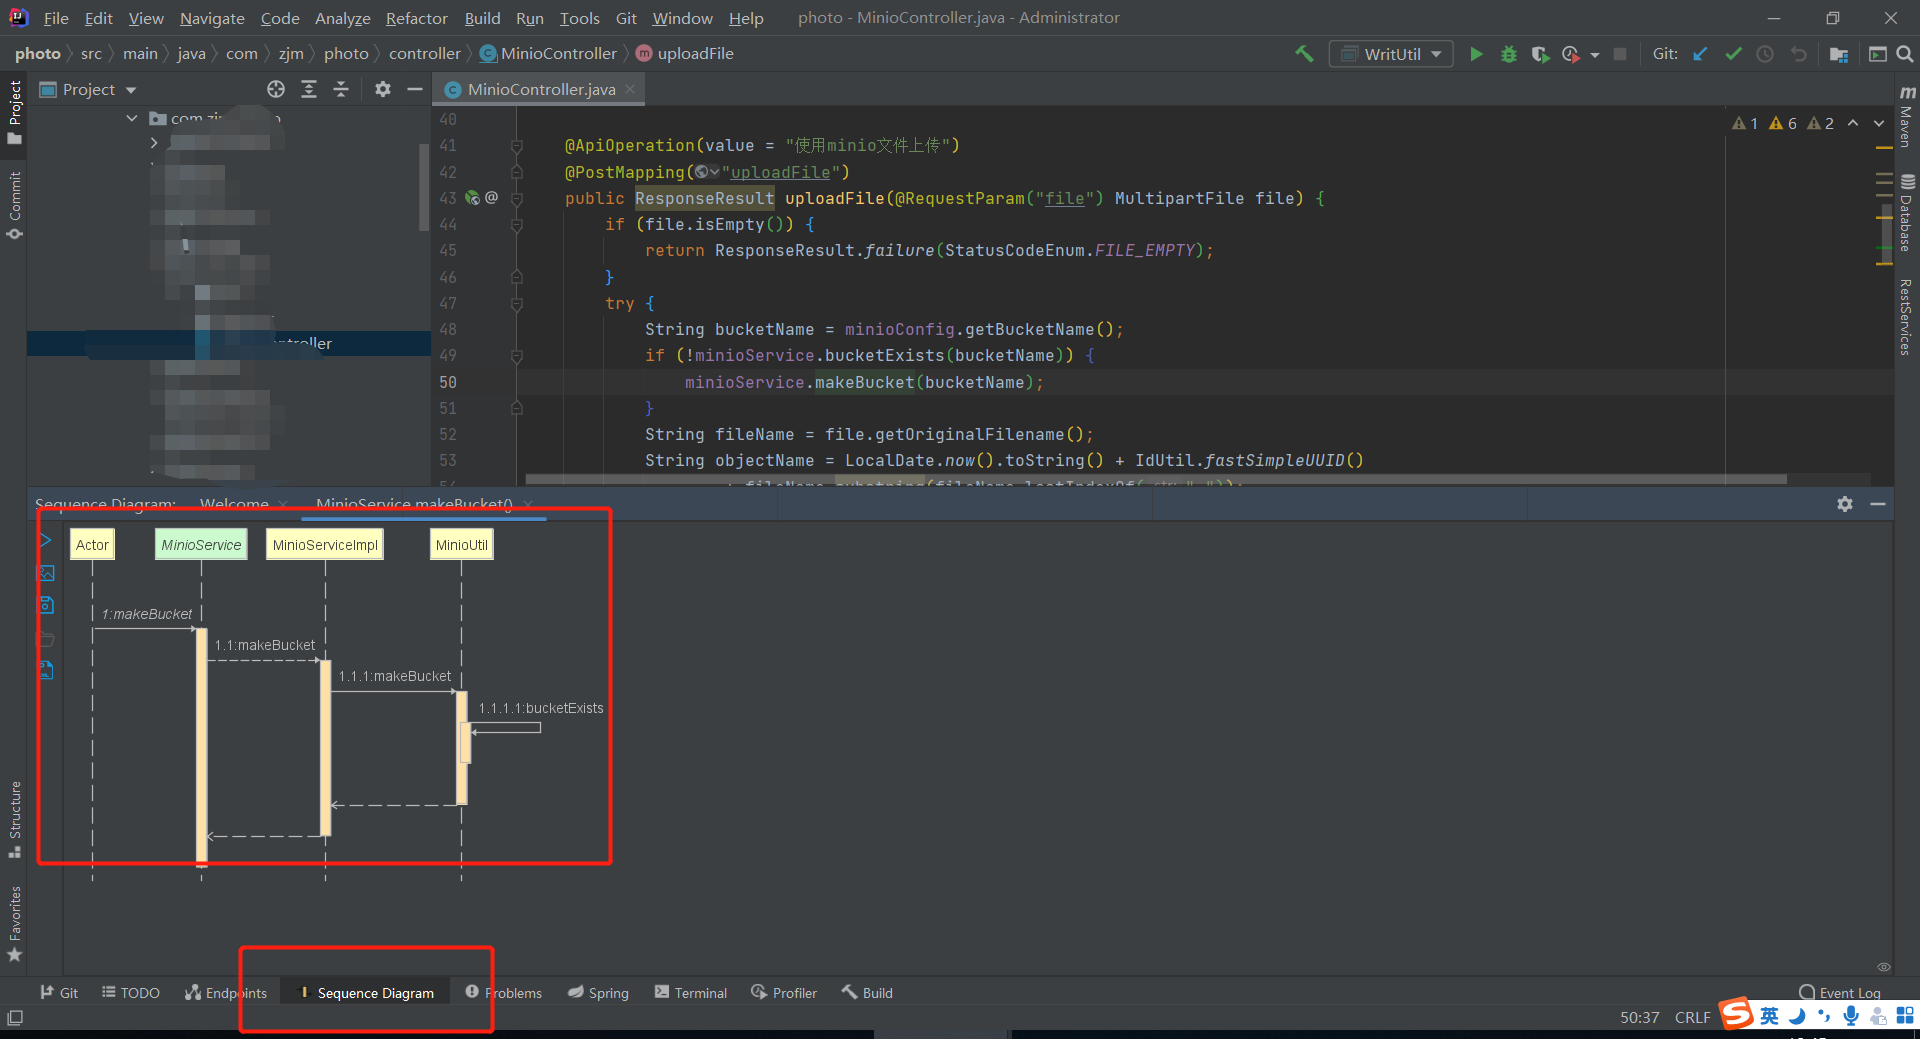 File Edit View Navigate Code Analyze Refactor Build Run Tools Git Window Help photo - MinioController.java - Administrator
photo src main java com zjm photo controller MinioController m uploadFile WritUtil Git:
Project MinioController.java
Project
Commit
Structure
Favorites
Maven
Database
RestServices
1 6 2
40
41 @ApiOperation(value = "使用minio文件上传")
42 @PostMapping("uploadFile")
43 public ResponseResult uploadFile(@RequestParam("file") MultipartFile file) {
44 if (file.isEmpty()) {
45 return ResponseResult.failure(StatusCodeEnum.FILE_EMPTY);
46 }
47 try {
48 String bucketName = minioConfig.getBucketName();
49 if (!minioService.bucketExists(bucketName)) {
50 minioService.makeBucket(bucketName);
51 }
52 String fileName = file.getOriginalFilename();
53 String objectName = LocalDate.now().toString() + IdUtil.fastSimpleUUID()
Sequence Diagram: Welcome MinioService.makeBucket()
Actor MinioService MinioServiceImpl MinioUtil
1:makeBucket
1.1:makeBucket
1.1.1:makeBucket
1.1.1.1:bucketExists
Git TODO Endpoints Sequence Diagram Problems Spring Terminal Profiler Build Event Log
50:37 CRLF 英